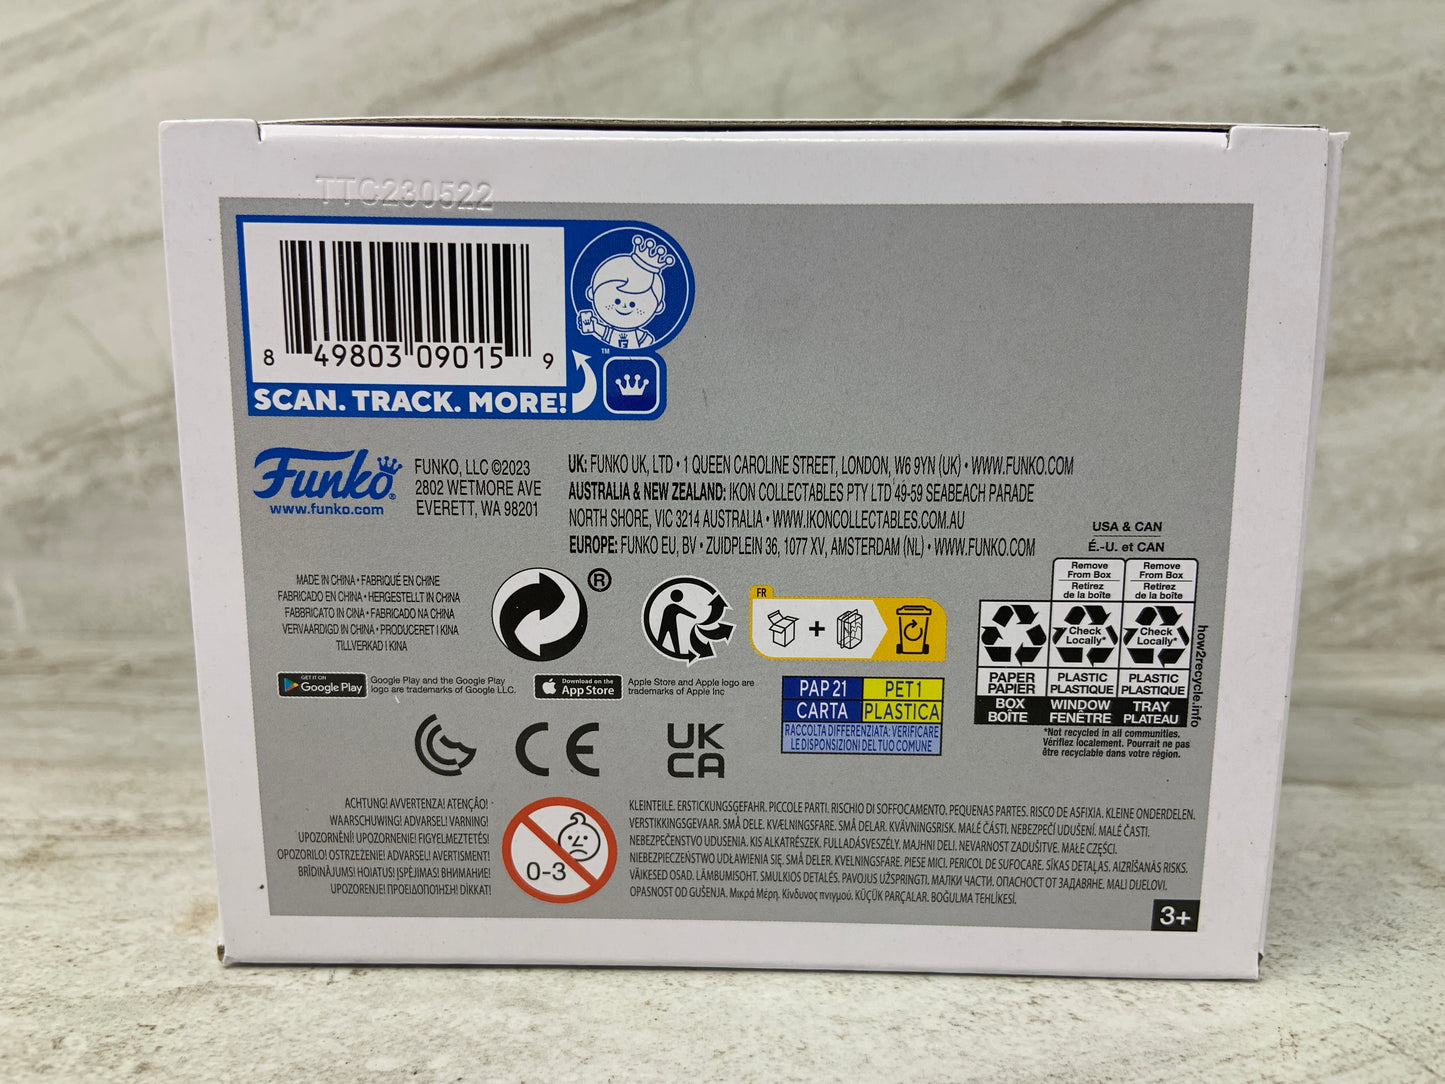 TTC230522
8 49803 09015 9
SCAN. TRACK. MORE!
™
Funko®
www.funko.com
FUNKO, LLC ©2023
2802 WETMORE AVE
EVERETT, WA 98201
UK: FUNKO UK, LTD • 1 QUEEN CAROLINE STREET, LONDON, W6 9YN (UK) • WWW.FUNKO.COM
AUSTRALIA & NEW ZEALAND: IKON COLLECTABLES PTY LTD 49-59 SEABEACH PARADE
NORTH SHORE, VIC 3214 AUSTRALIA • WWW.IKONCOLLECTABLES.COM.AU
EUROPE: FUNKO EU, BV • ZUIDPLEIN 36, 1077 XV, AMSTERDAM (NL) • WWW.FUNKO.COM
MADE IN CHINA • FABRIQUÉ EN CHINE
FABRICADO EN CHINA • HERGESTELLT IN CHINA
FABBRICATO IN CINA • FABRICADO NA CHINA
VERVAARDIGD IN CHINA • PRODUCERET I KINA
TILLVERKAD I KINA
®
FR
+
USA & CAN
É.-U. et CAN
Remove From Box
Retirez de la boîte
Remove From Box
Retirez de la boîte
Check Locally*
Check Locally*
PAPER PAPIER
PLASTIC PLASTIQUE
PLASTIC PLASTIQUE
BOX BOÎTE
WINDOW FENÊTRE
TRAY PLATEAU
*Not recycled in all communities.
Vérifiez localement. Pourrait ne pas
être recyclable dans votre région.
how2recycle.info
GET IT ON
Google Play
Google Play and the Google Play
logo are trademarks of Google LLC.
Download on the
App Store
Apple Store and Apple logo are
trademarks of Apple Inc
PAP 21 PET1
CARTA PLASTICA
RACCOLTA DIFFERENZIATA: VERIFICARE
LE DISPOSIZIONI DEL TUO COMUNE
CE
UK
CA
ACHTUNG! AVVERTENZA! ATENÇÃO!
WAARSCHUWING! ADVARSEL! VARNING!
UPOZORNĚNÍ! UPOZORNENIE! FIGYELMEZTETÉS!
OPOZORILO! OSTRZEŻENIE! ADVARSEL! AVERTISMENT!
BRĪDINĀJUMS! HOIATUS! ĮSPĖJIMAS! ВНИМАНИЕ!
UPOZORENJE! ΠΡΟΕΙΔΟΠΟΙΗΣΗ! DİKKAT!
0-3
KLEINTEILE. ERSTICKUNGSGEFAHR. PICCOLE PARTI. RISCHIO DI SOFFOCAMENTO. PEQUENAS PARTES. RISCO DE ASFIXIA. KLEINE ONDERDELEN.
VERSTIKKINGSGEVAAR. SMÅ DELE. KVÆLNINGSFARE. SMÅ DELAR. KVÄVNINGSRISK. MALÉ ČÁSTI. NEBEZPEČÍ UDUŠENÍ. MALÉ ČASTI.
NEBEZPEČENSTVO UDUSENIA. KIS ALKATRÉSZEK. FULLADÁSVESZÉLY. MAJHNI DELI. NEVARNOST ZADUŠITVE. MAŁE CZĘŚCI.
NIEBEZPIECZEŃSTWO UDŁAWIENIA SIĘ. SMÅ DELER. KVELNINGSFARE. PIESE MICI. PERICOL DE SUFOCARE. SĪKAS DETAĻAS. AIZRĪŠANĀS RISKS.
VÄIKESED OSAD. LÄMBUMISOHT. SMULKIOS DETALĖS. PAVOJUS UŽSPRINGTI. МАЛКИ ЧАСТИ. ОПАСНОСТ ОТ ЗАДАВЯНЕ. MALI DIJELOVI.
OPASNOST OD GUŠENJA. Μικρά Μέρη. Κίνδυνος πνιγμού. KÜÇÜK PARÇALAR. BOĞULMA TEHLİKESİ.
3+